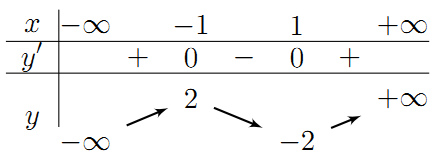 x −∞ −1 1 +∞
y′ + 0 − 0 +
2 +∞
y
−∞ −2